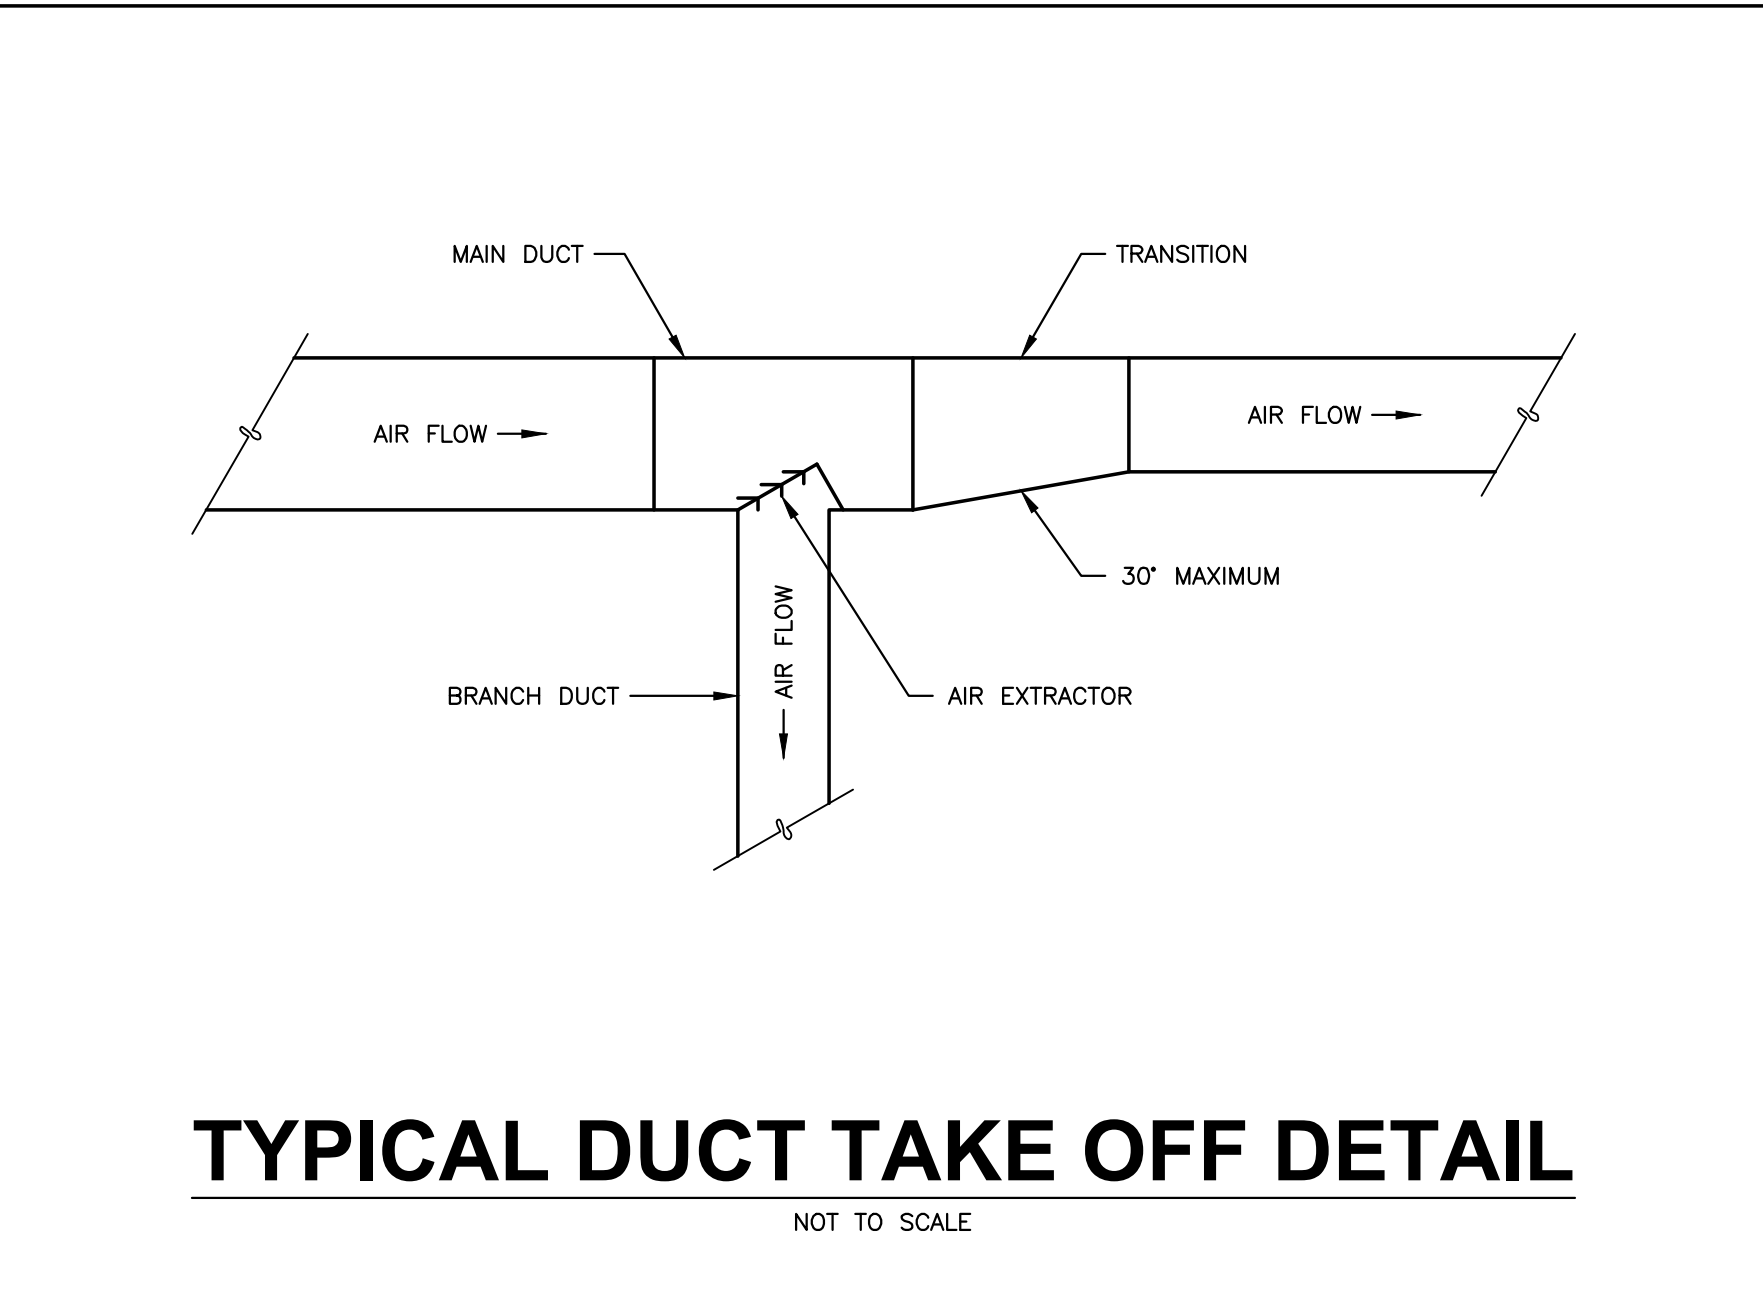 MAIN DUCT
TRANSITION
AIR FLOW
AIR FLOW
30° MAXIMUM
AIR FLOW
BRANCH DUCT
AIR EXTRACTOR
TYPICAL DUCT TAKE OFF DETAIL
NOT TO SCALE